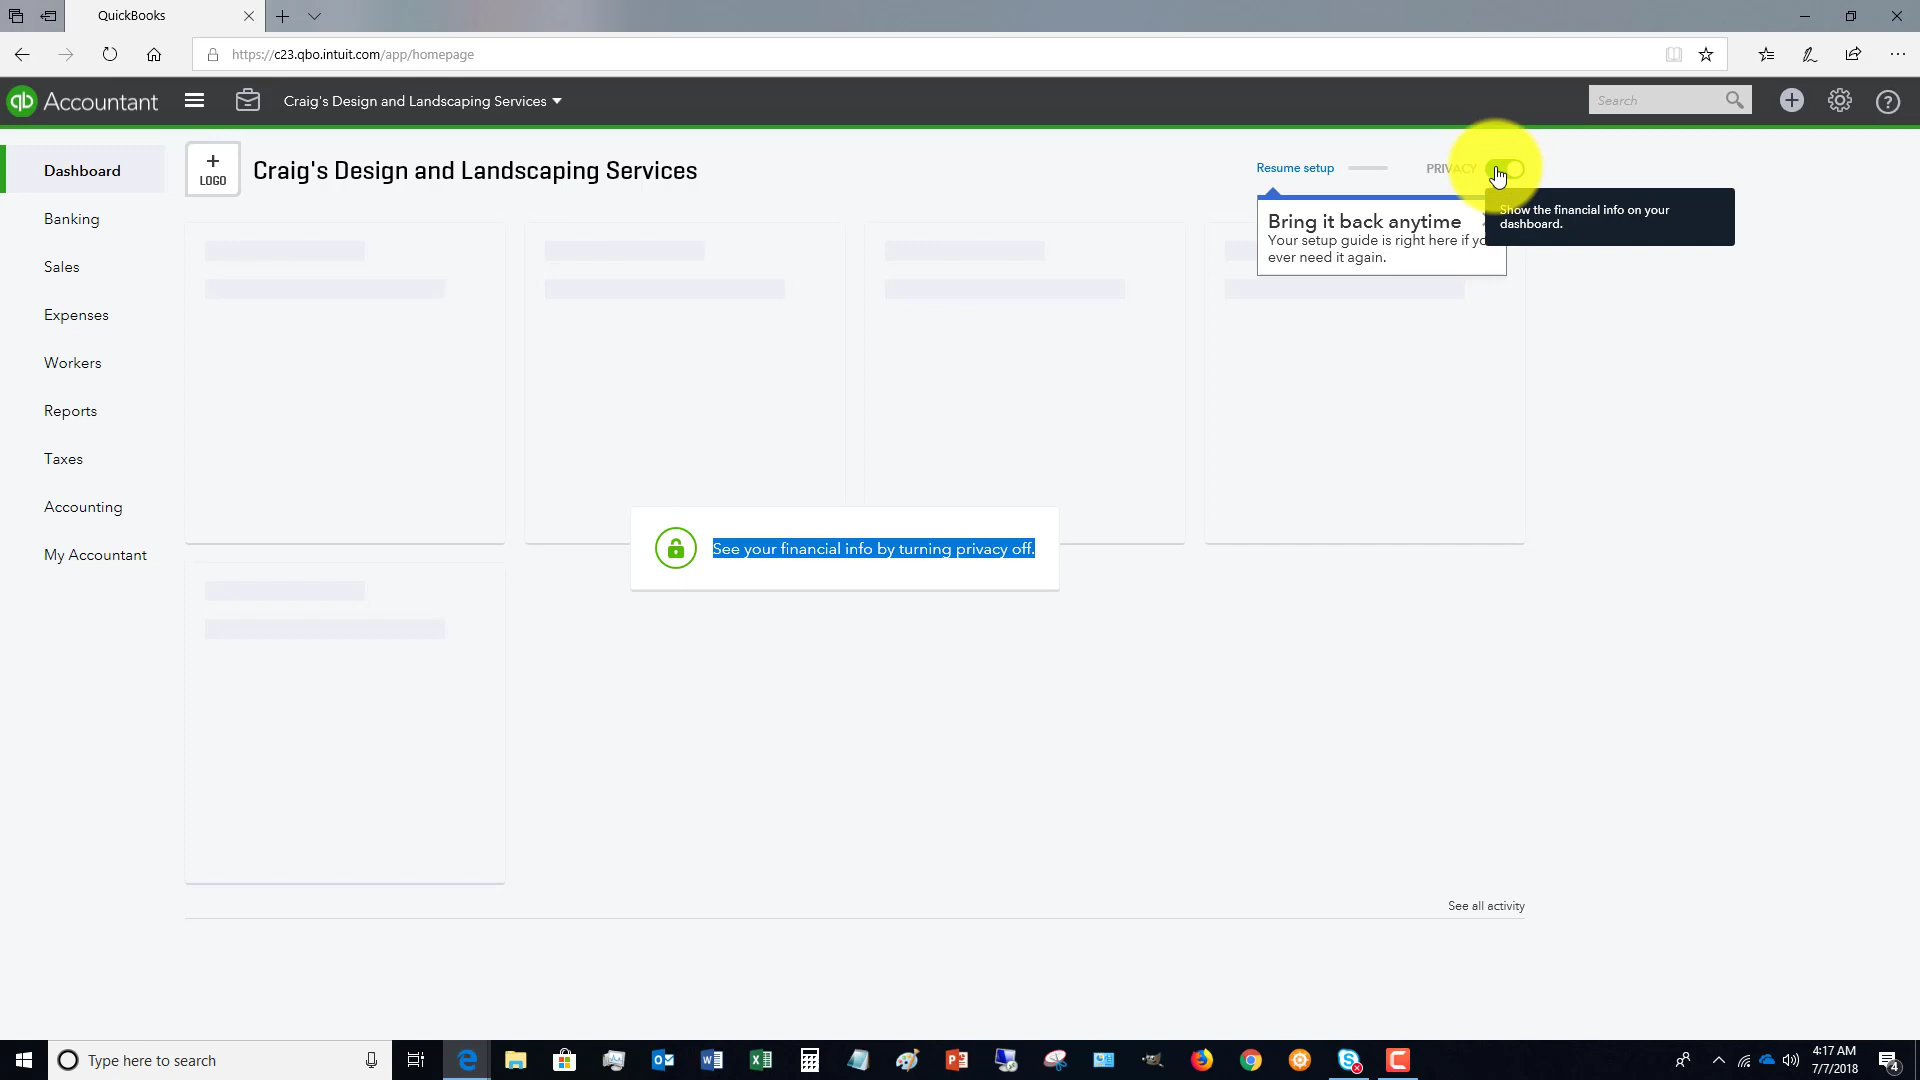 QuickBooks
https://c23.qbo.intuit.com/app/homepage
qb Accountant
Craig's Design and Landscaping Services
Search
Dashboard
Banking
Sales
Expenses
Workers
Reports
Taxes
Accounting
My Accountant
+
LOGO
Craig's Design and Landscaping Services
Resume setup
PRIVACY
Show the financial info on your
dashboard.
Bring it back anytime
Your setup guide is right here if yo
ever need it again.
See your financial info by turning privacy off.
See all activity
Type here to search
4:17 AM
7/7/2018
4